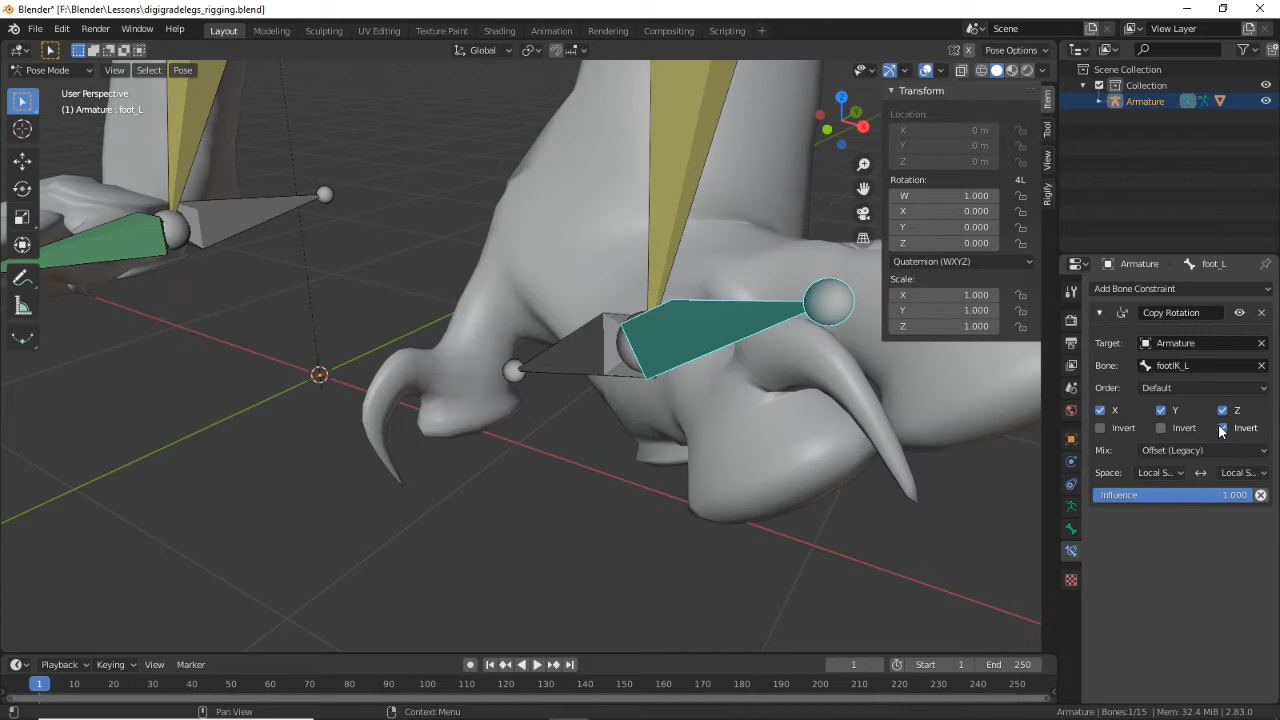 Blender* [F:\Blender\Lessons\digigradelegs_rigging.blend]
File Edit Render Window Help Layout Modeling Sculpting UV Editing Texture Paint Shading Animation Rendering Compositing Scripting Scene View Layer
Global Pose Options
Pose Mode View Select Pose
User Perspective
(1) Armature : foot_L
Transform
Location:
X 0 m
Y 0 m
Z 0 m
Rotation: 4L
W 1.000
X 0.000
Y 0.000
Z 0.000
Quaternion (WXYZ)
Scale:
X 1.000
Y 1.000
Z 1.000
Item
Tool
View
Rigify
X
Y
Z
Scene Collection
Collection
Armature
Armature foot_L
Add Bone Constraint
Copy Rotation
Target: Armature
Bone: footIK_L
Order: Default
X Y Z
Invert Invert Invert
Mix: Offset (Legacy)
Space: Local S... Local S...
Influence 1.000
Playback Keying View Marker 1 Start 1 End 250
1 10 20 30 40 50 60 70 80 90 100 110 120 130 140 150 160 170 180 190 200 210 220 230 240 250
Pan View Context Menu Armature | Bones:1/15 | Mem: 32.4 MiB | 2.83.0